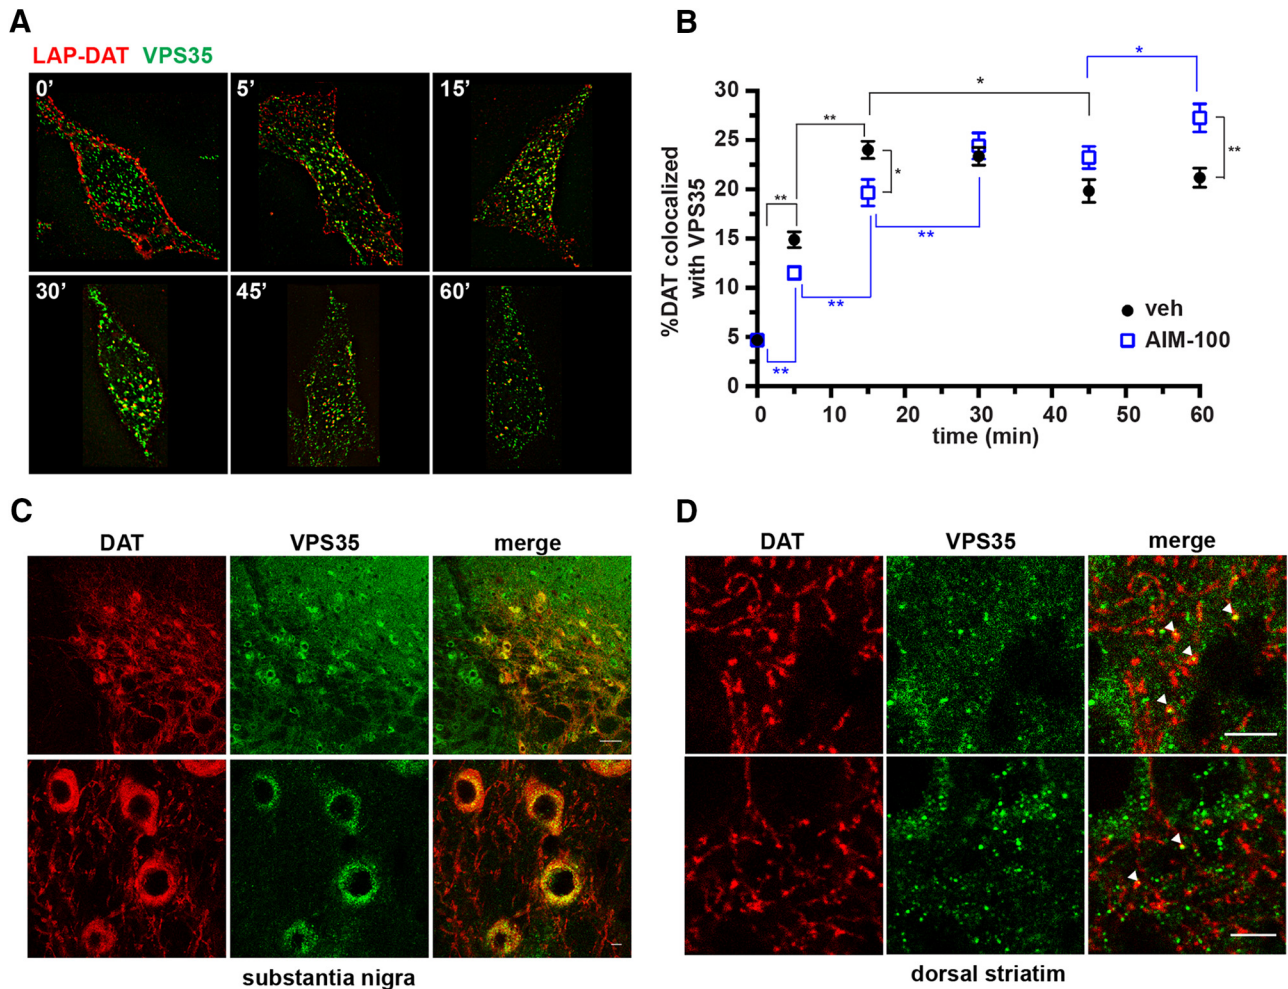 A
LAP-DAT VPS35
0’ 5’ 15’
30’ 45’ 60’
B
%DAT colocalized
with VPS35
30
25
20
15
10
5
0
** ** * * ** ** ** * **
veh
AIM-100
0 10 20 30 40 50 60
time (min)
C
DAT VPS35 merge
substantia nigra
D
DAT VPS35 merge
dorsal striatim